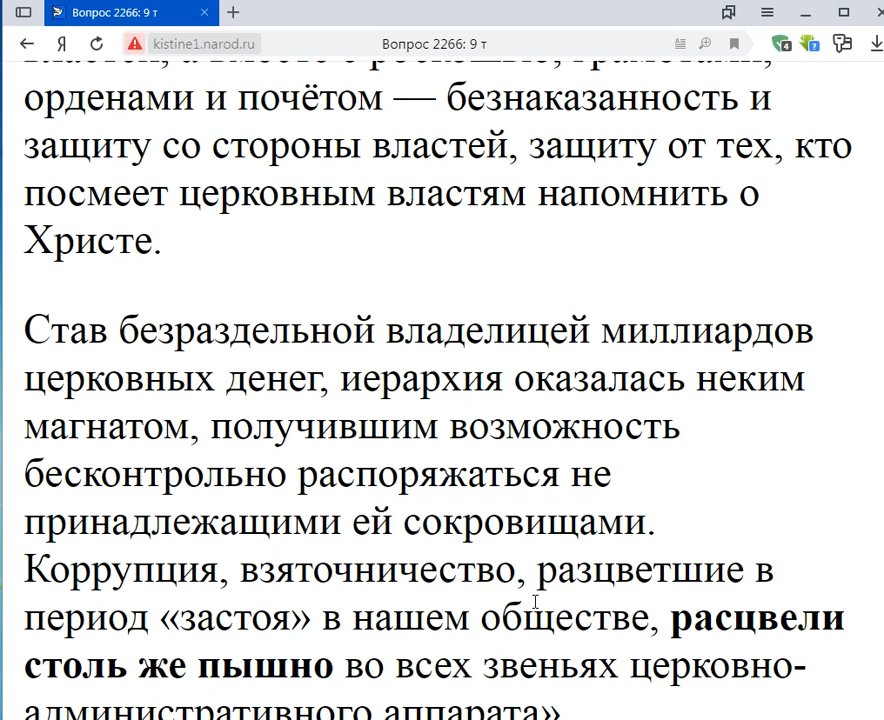 Вопрос 2266: 9 т
kistine1.narod.ru
Вопрос 2266: 9 т
орденами и почётом — безнаказанность и
защиту со стороны властей, защиту от тех, кто
посмеет церковным властям напомнить о
Христе.
Став безраздельной владелицей миллиардов
церковных денег, иерархия оказалась неким
магнатом, получившим возможность
бесконтрольно распоряжаться не
принадлежащими ей сокровищами.
Коррупция, взяточничество, разцветшие в
период «застоя» в нашем обществе, расцвели
столь же пышно во всех звеньях церковно-
административного аппарата».